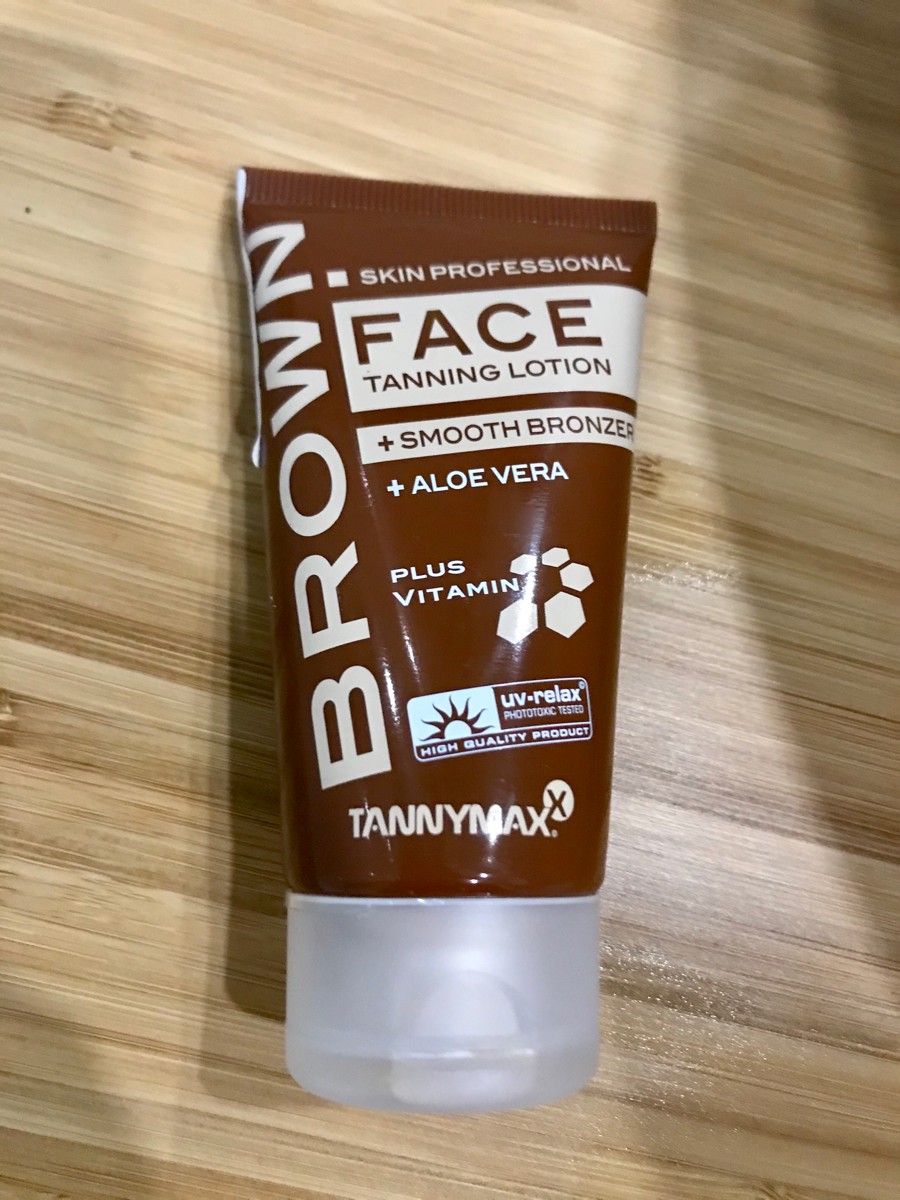 BROWN.
SKIN PROFESSIONAL
FACE
TANNING LOTION
+ SMOOTH BRONZER
+ ALOE VERA
PLUS
VITAMIN
uv-relax©
PHOTOTOXIC TESTED
HIGH QUALITY PRODUCT
TANNYMAXX®